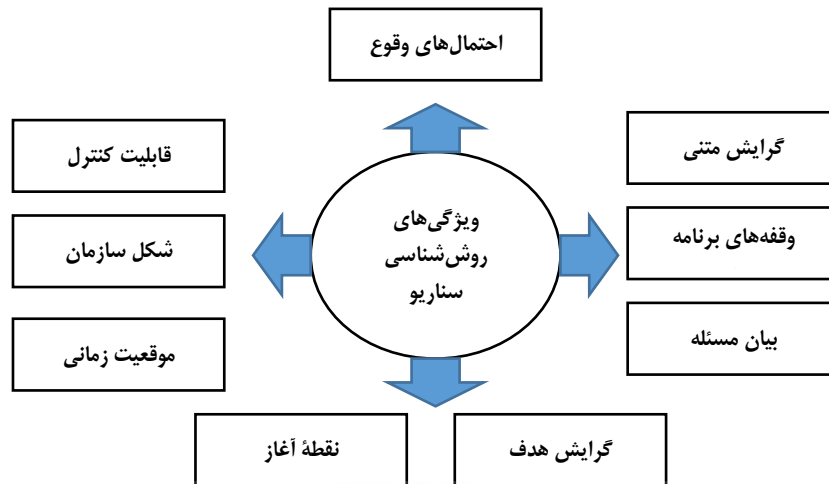 احتمال‌های وقوع
گرایش متنی
قابلیت کنترل
ویژگی‌های
روش‌شناسی
سناریو
وقفه‌های برنامه
شکل سازمان
بیان مسئله
موقعیت زمانی
گرایش هدف
نقطهٔ آغاز